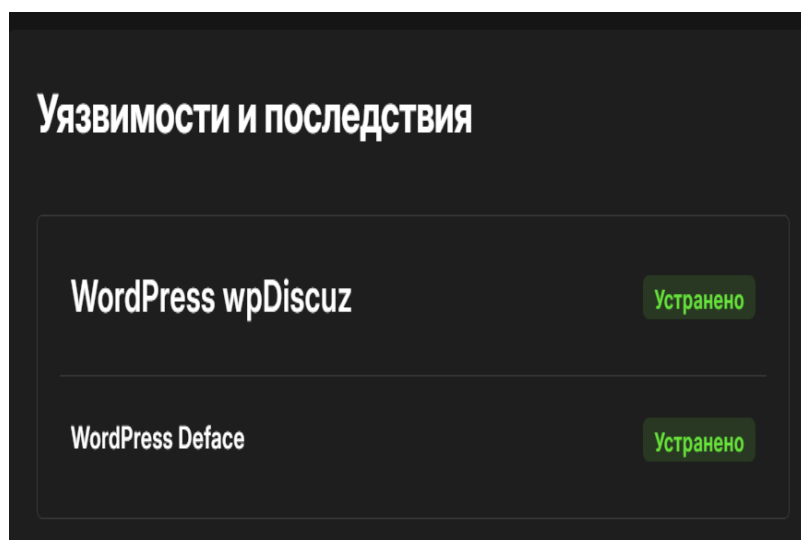 Уязвимости и последствия
WordPress wpDiscuz
Устранено
WordPress Deface
Устранено